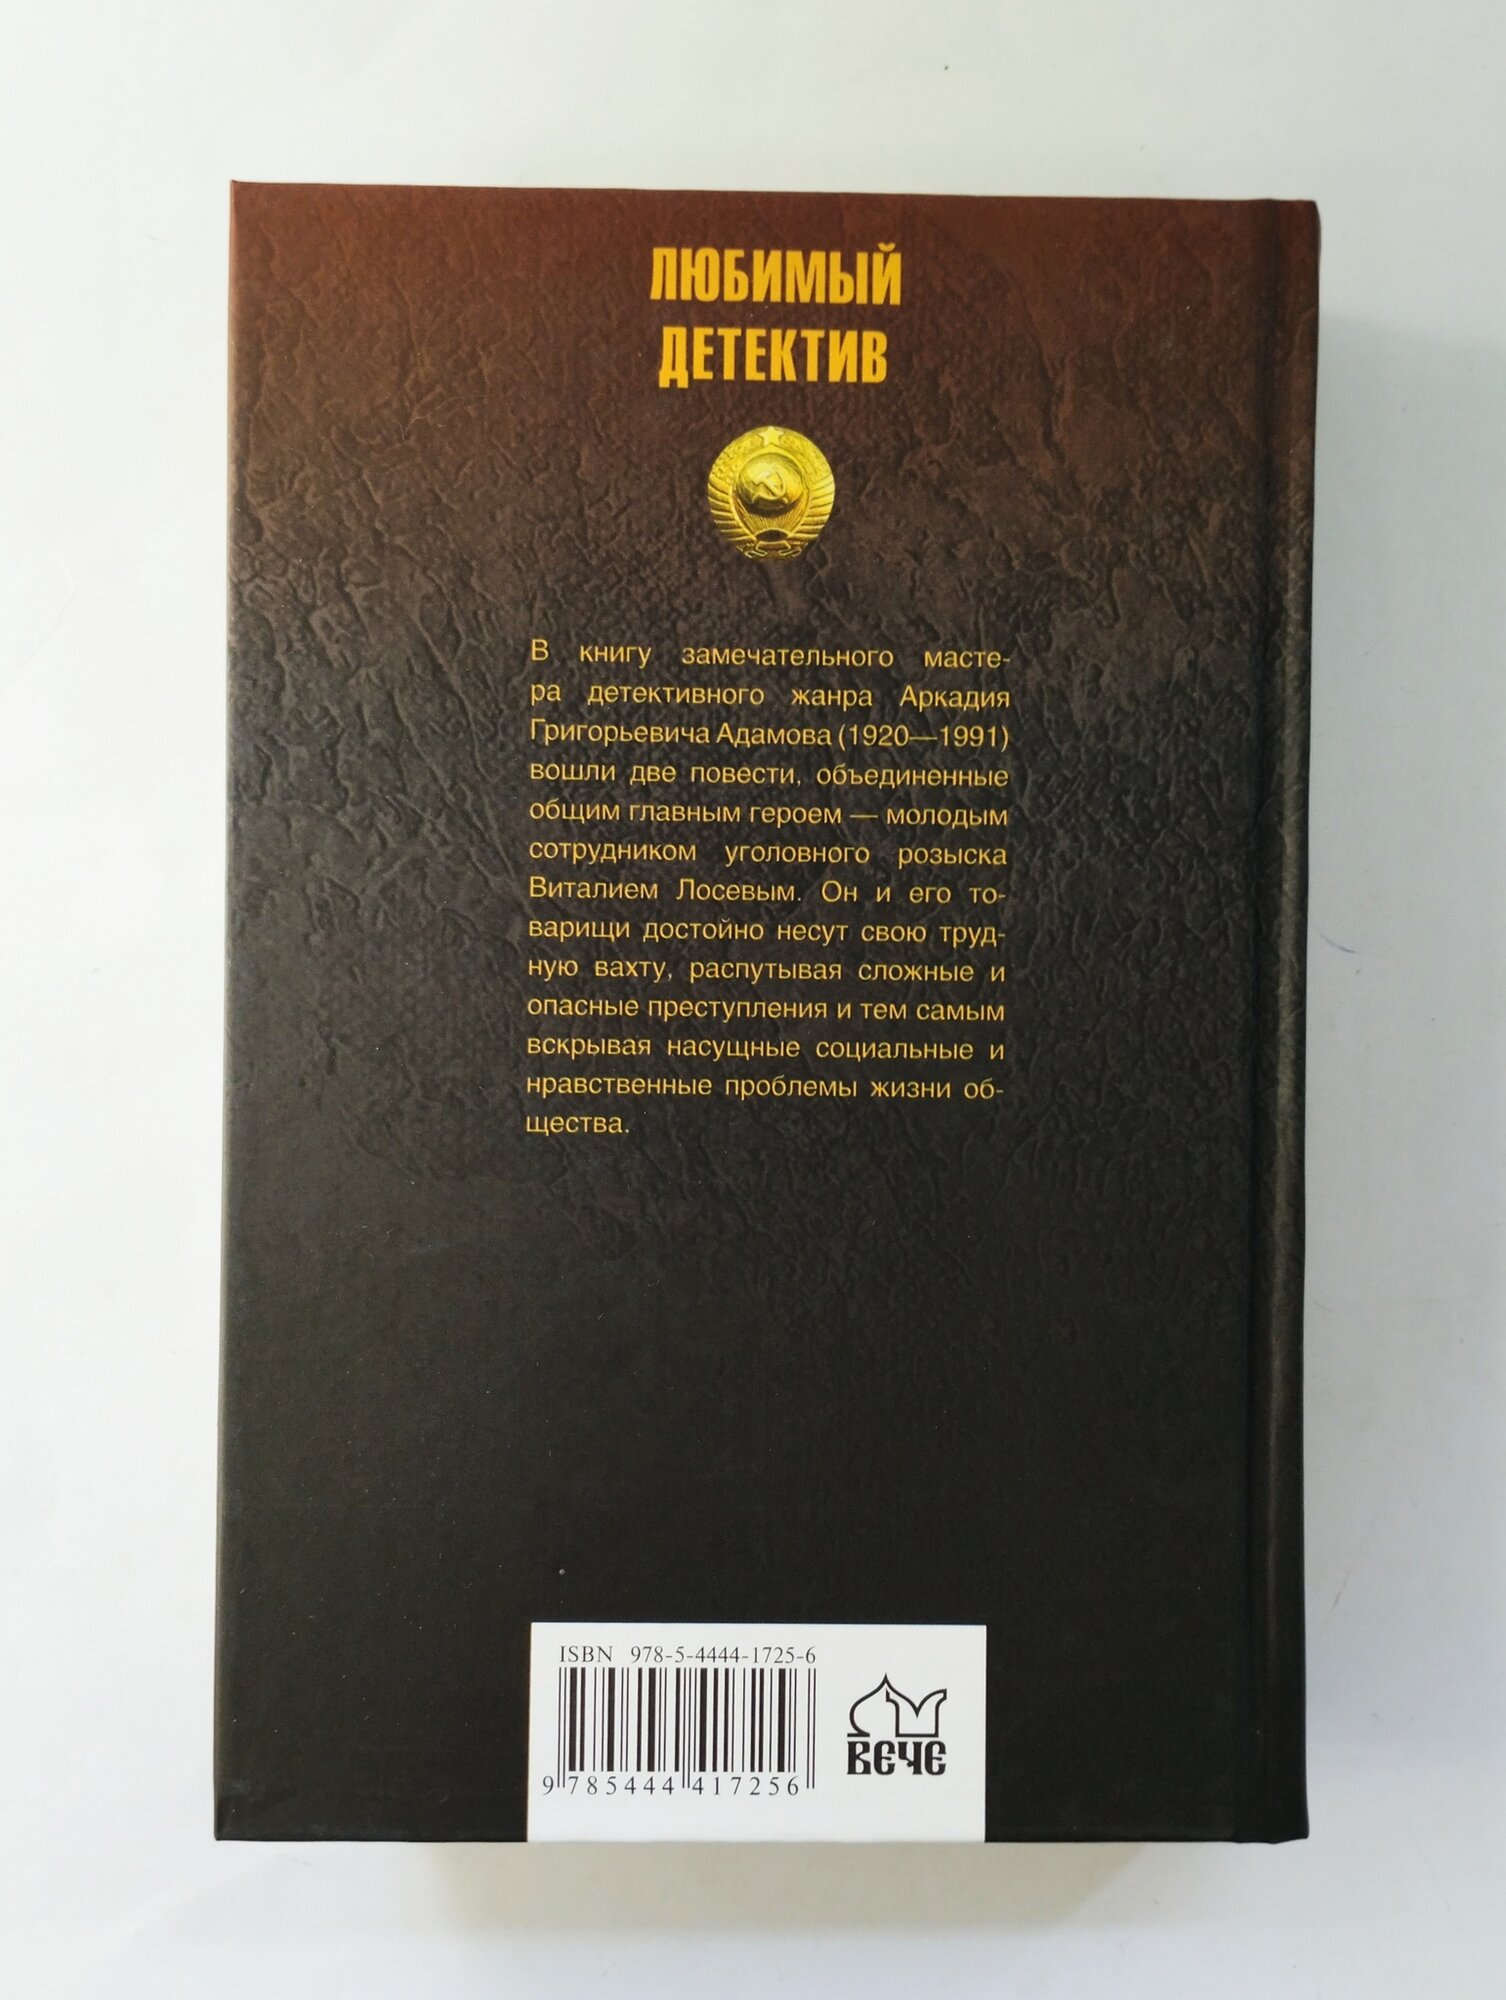 ЛЮБИМЫЙ
ДЕТЕКТИВ
В книгу замечательного масте-
ра детективного жанра Аркадия
Григорьевича Адамова (1920—1991)
вошли две повести, объединенные
общим главным героем — молодым
сотрудником уголовного розыска
Виталием Лосевым. Он и его то-
варищи достойно несут свою труд-
ную вахту, распутывая сложные и
опасные преступления и тем самым
вскрывая насущные социальные и
нравственные проблемы жизни об-
щества.
ISBN 978-5-4444-1725-6
9 785444 417256
ВЕЧЕ